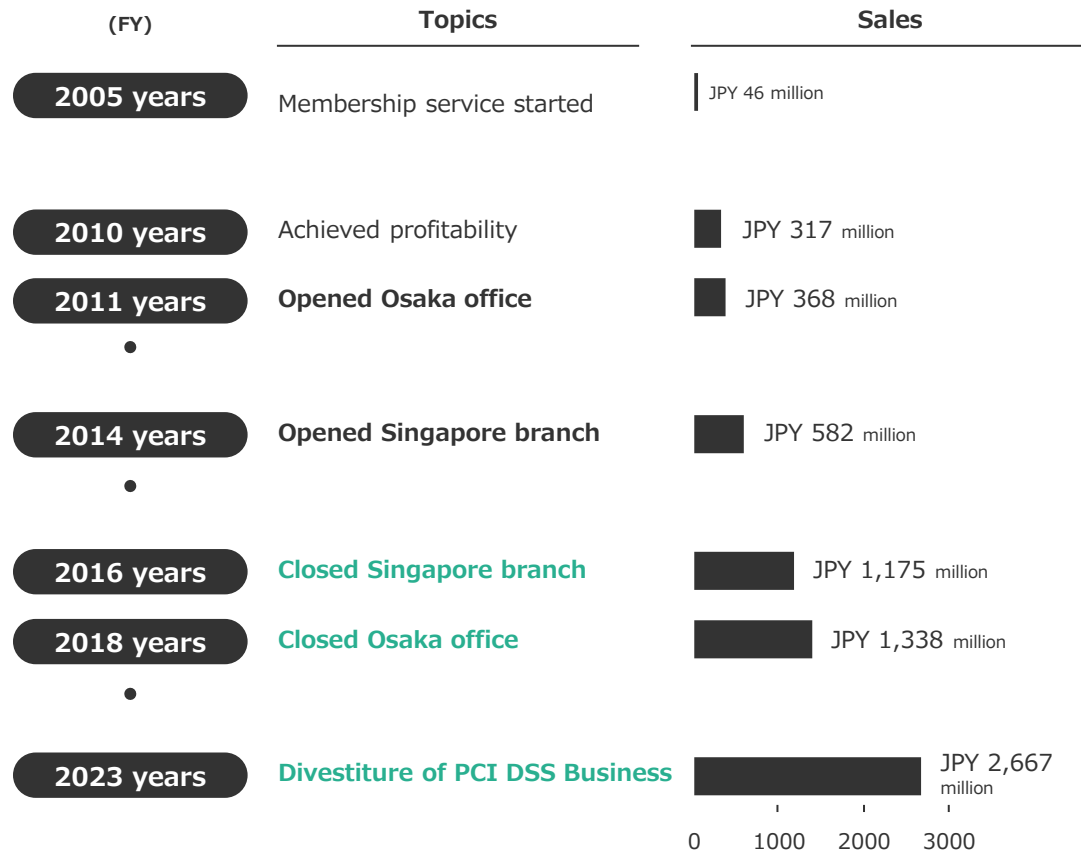 (FY) Topics Sales
2005 years Membership service started JPY 46 million
2010 years Achieved profitability JPY 317 million
2011 years Opened Osaka office JPY 368 million
2014 years Opened Singapore branch JPY 582 million
2016 years Closed Singapore branch JPY 1,175 million
2018 years Closed Osaka office JPY 1,338 million
2023 years Divestiture of PCI DSS Business JPY 2,667
million
0 1000 2000 3000